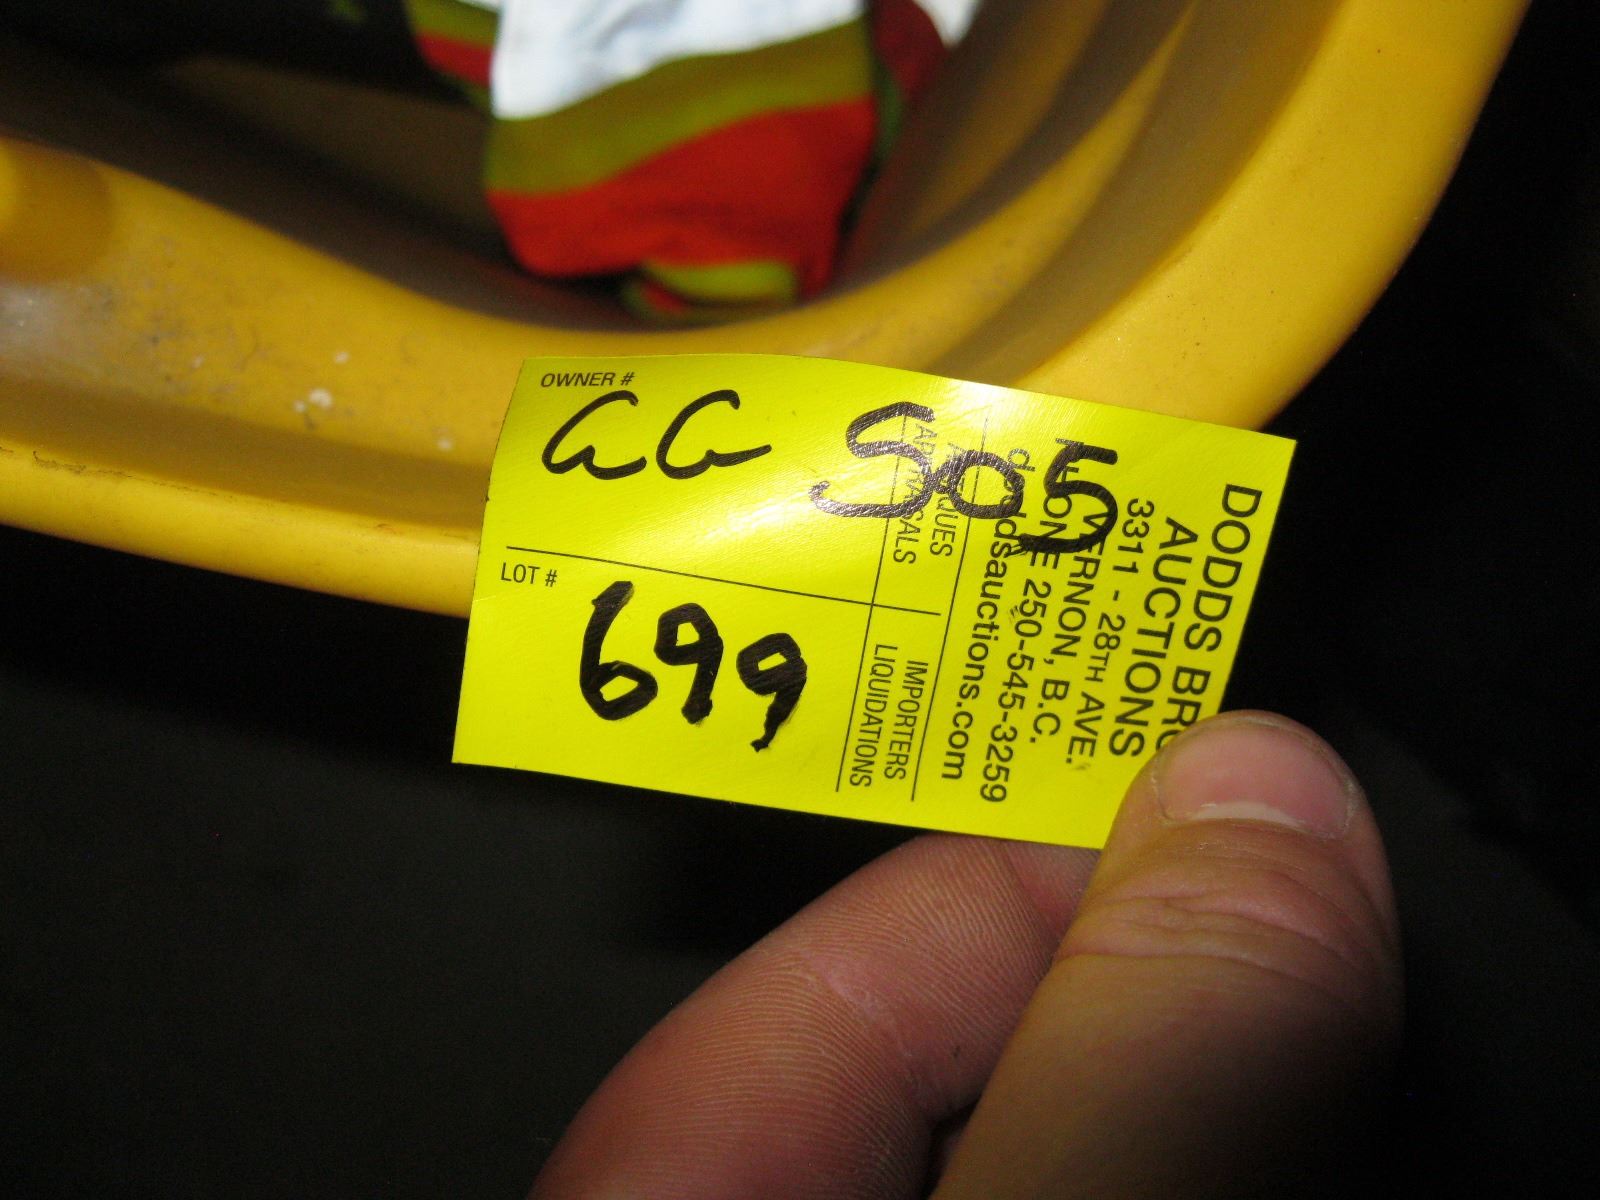 OWNER #
GG 505
LOT #
699
ANTIQUES
APPRAISALS
IMPORTERS
LIQUIDATIONS
DODDS BRO
AUCTIONS
3311 - 28TH AVE.
VERNON, B.C.
PHONE 250-545-3259
doddsauctions.com